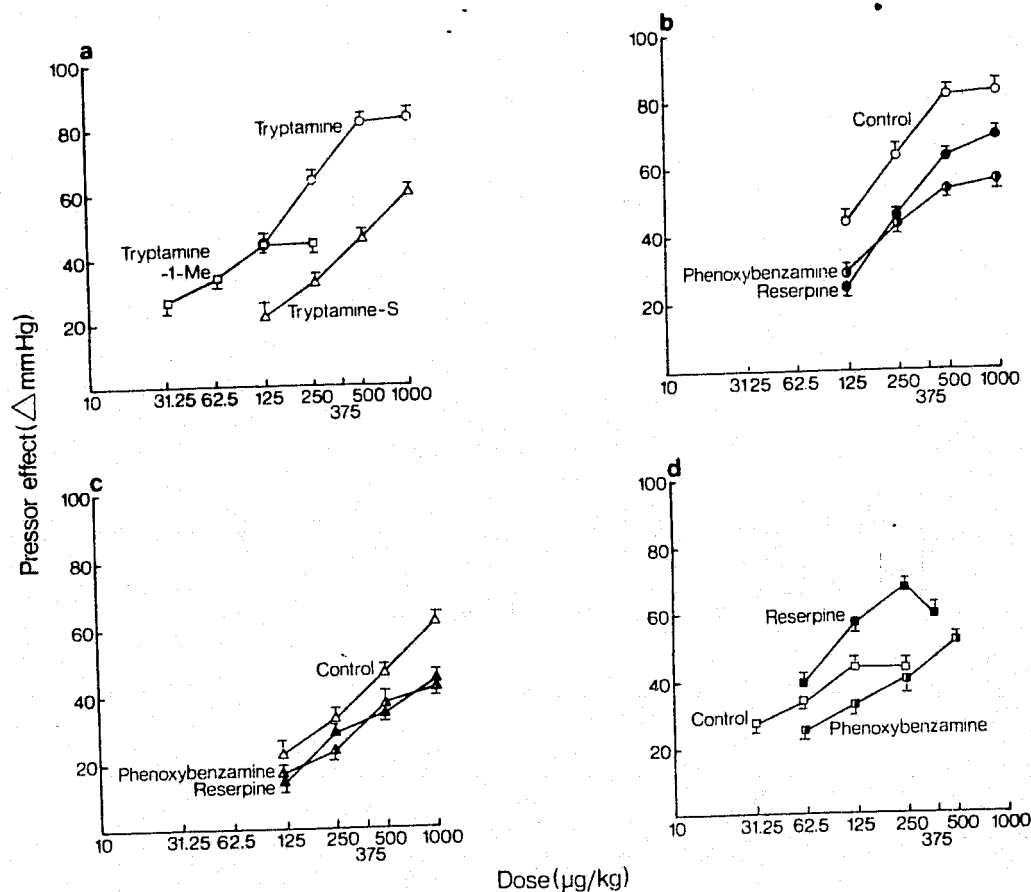 a
100
80
60
40
20
Tryptamine
Tryptamine
-1-Me
Tryptamine-S
10 31.25 62.5 125 250 500 1000
375
b
100
80
60
40
20
Control
Phenoxybenzamine
Reserpine
10 31.25 62.5 125 250 500 1000
375
Pressor effect (△ mmHg)
c
100
80
60
40
20
Control
Phenoxybenzamine
Reserpine
10 31.25 62.5 125 250 500 1000
375
d
100
80
60
40
20
Reserpine
Control
Phenoxybenzamine
10 31.25 62.5 125 250 500 1000
375
Dose (µg/kg)